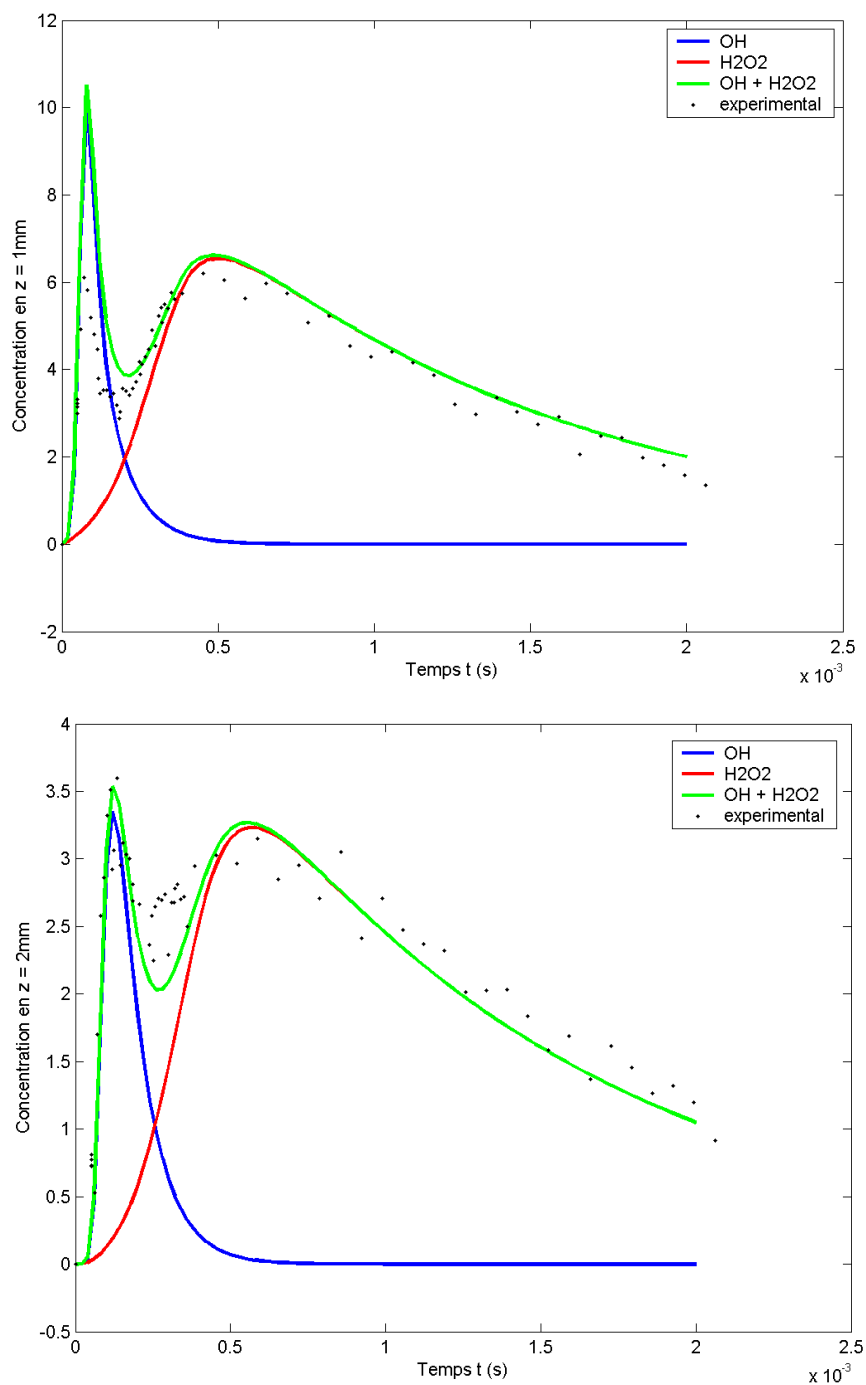 12
10
8
6
4
2
0
-2
Concentration en z = 1mm
OH
H2O2
OH + H2O2
experimental
0
0.5
1
1.5
2
2.5
Temps t (s)
x 10⁻³
4
3.5
3
2.5
2
1.5
1
0.5
0
-0.5
Concentration en z = 2mm
OH
H2O2
OH + H2O2
experimental
0
0.5
1
1.5
2
2.5
Temps t (s)
x 10⁻³